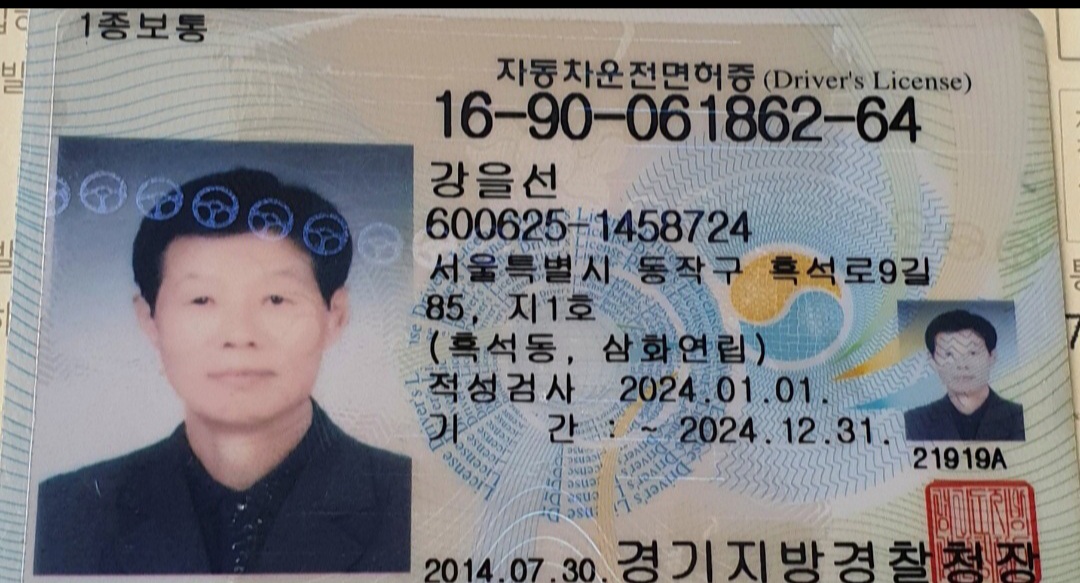 1종보통
자동차운전면허증 (Driver's License)
16-90-061862-64
강을선
600625-1458724
서울특별시 동작구 흑석로9길
85, 지1호
(흑석동, 삼화연립)
적성검사 2024.01.01.
기 간 : ~ 2024.12.31.
21919A
2014.07.30. 경기지방경찰청장